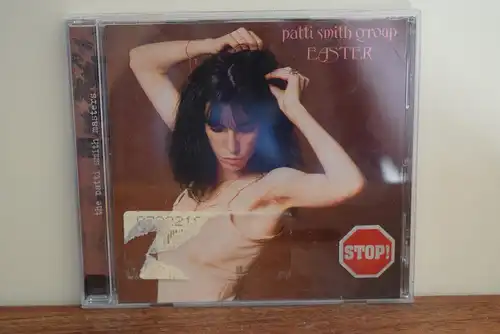 patti smith group
EASTER
the patti smith masters
STOP!